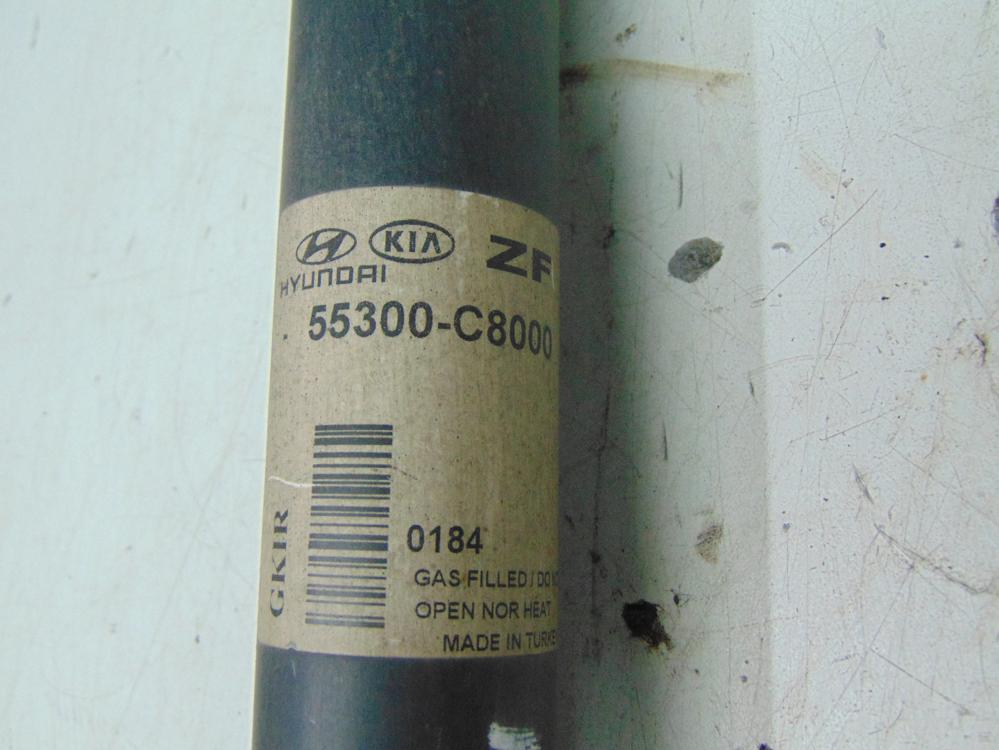 KIA ZF
HYUNDAI
55300-C8000
GKIR
0184
GAS FILLED / DO
OPEN NOR HEAT
MADE IN TURKE